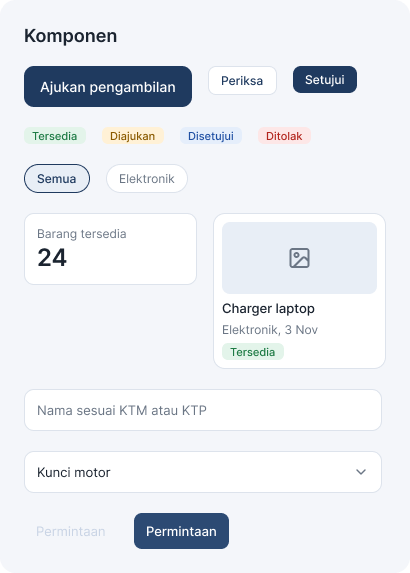 Komponen
Ajukan pengambilan
Periksa
Setujui
Tersedia
Diajukan
Disetujui
Ditolak
Semua
Elektronik
Barang tersedia
24
Charger laptop
Elektronik, 3 Nov
Tersedia
Nama sesuai KTM atau KTP
Kunci motor
Permintaan
Permintaan